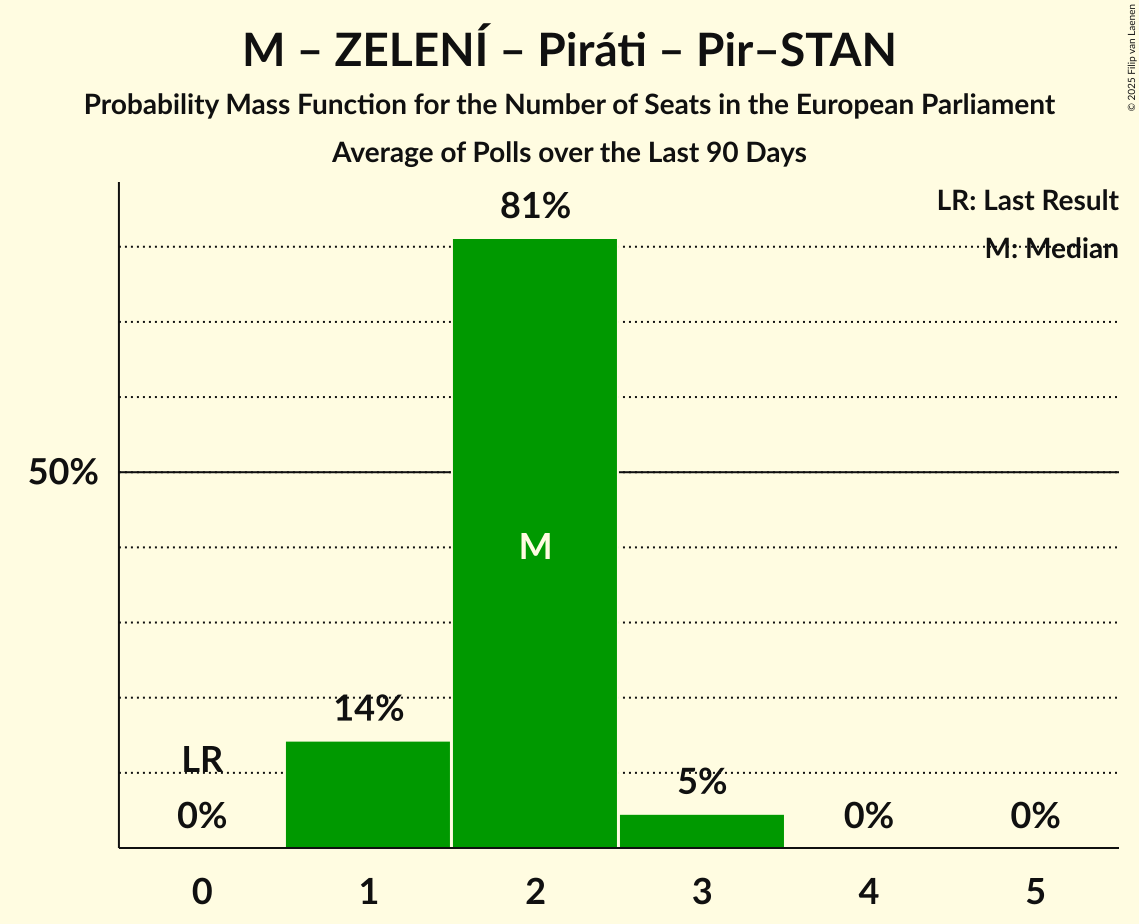 M – ZELENÍ – Piráti – Pir–STAN
Probability Mass Function for the Number of Seats in the European Parliament
Average of Polls over the Last 90 Days
© 2025 Filip van Laenen
LR: Last Result
M: Median
81%
50%
M
14%
LR
5%
0%
0%
0%
0
1
2
3
4
5